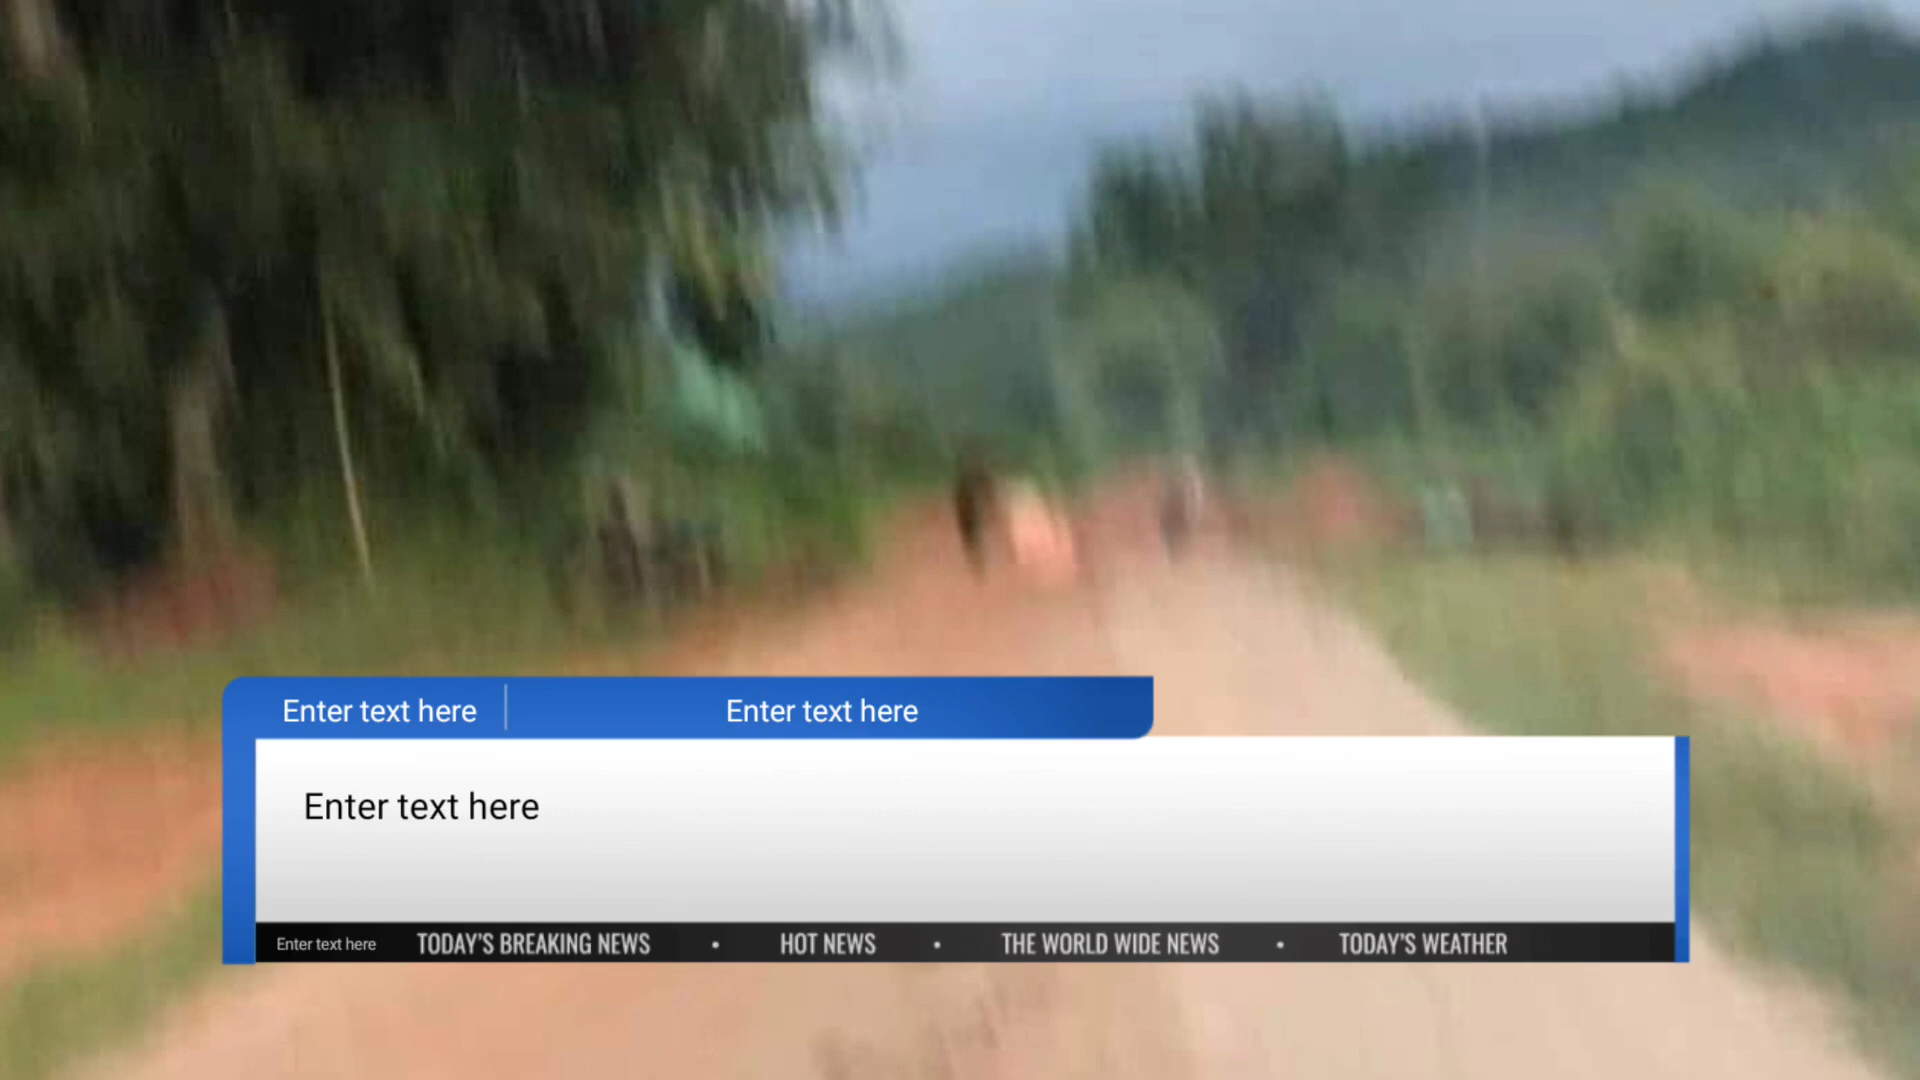 Enter text here Enter text here
Enter text here
Enter text here TODAY'S BREAKING NEWS • HOT NEWS • THE WORLD WIDE NEWS • TODAY'S WEATHER